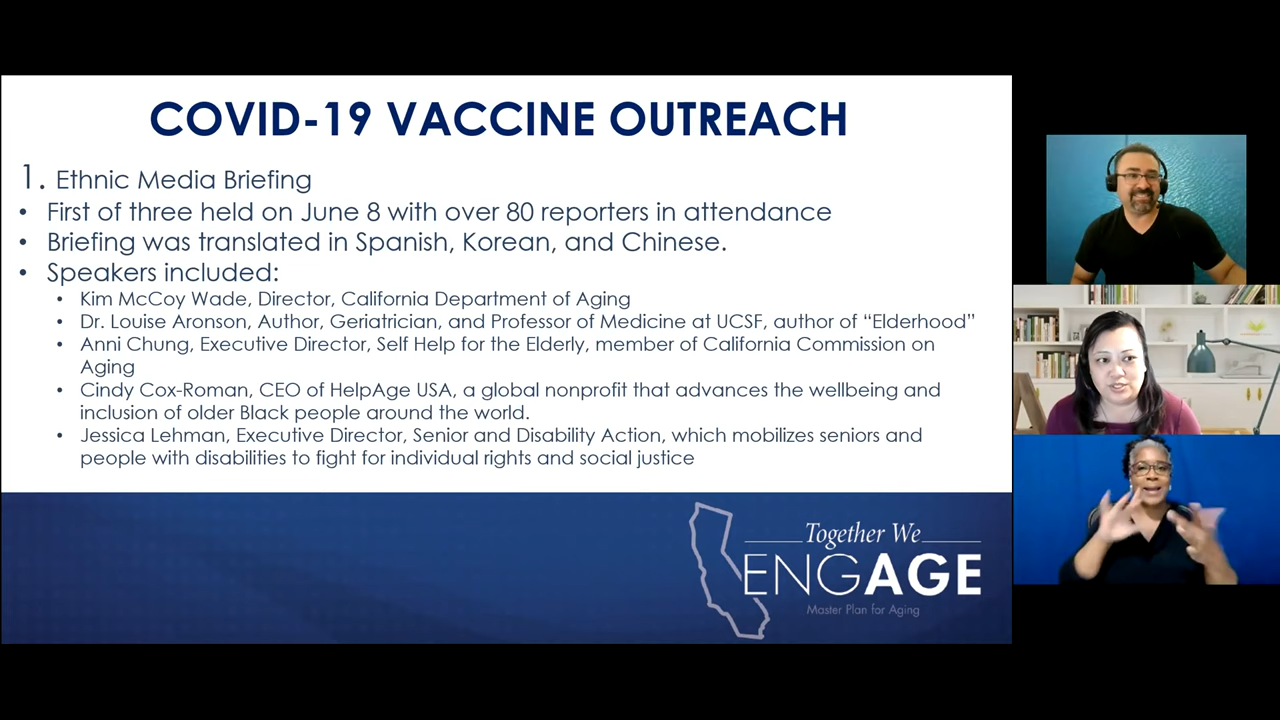 COVID-19 VACCINE OUTREACH
1. Ethnic Media Briefing
• First of three held on June 8 with over 80 reporters in attendance
• Briefing was translated in Spanish, Korean, and Chinese.
• Speakers included:
• Kim McCoy Wade, Director, California Department of Aging
• Dr. Louise Aronson, Author, Geriatrician, and Professor of Medicine at UCSF, author of “Elderhood”
• Anni Chung, Executive Director, Self Help for the Elderly, member of California Commission on
Aging
• Cindy Cox-Roman, CEO of HelpAge USA, a global nonprofit that advances the wellbeing and
inclusion of older Black people around the world.
• Jessica Lehman, Executive Director, Senior and Disability Action, which mobilizes seniors and
people with disabilities to fight for individual rights and social justice
Together We
ENGAGE
Master Plan for Aging